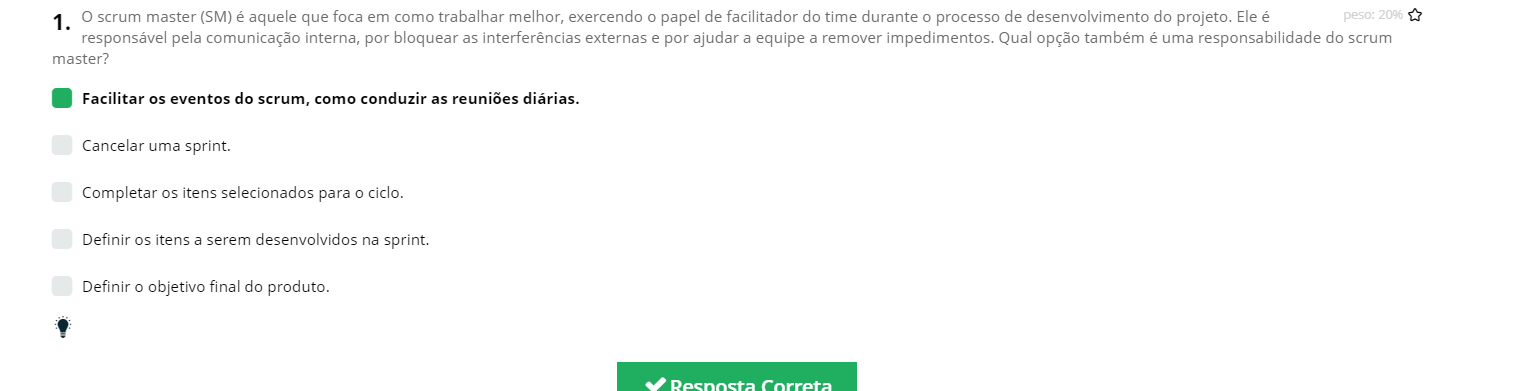 1. O scrum master (SM) é aquele que foca em como trabalhar melhor, exercendo o papel de facilitador do time durante o processo de desenvolvimento do projeto. Ele é
peso: 20%
responsável pela comunicação interna, por bloquear as interferências externas e por ajudar a equipe a remover impedimentos. Qual opção também é uma responsabilidade do scrum
master?
Facilitar os eventos do scrum, como conduzir as reuniões diárias.
Cancelar uma sprint.
Completar os itens selecionados para o ciclo.
Definir os itens a serem desenvolvidos na sprint.
Definir o objetivo final do produto.
Resposta Correta